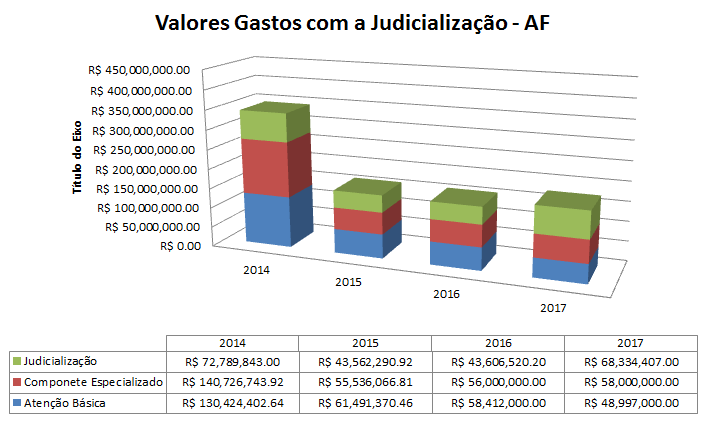 Valores Gastos com a Judicialização - AF
Título do Eixo
R$ 450,000,000.00
R$ 400,000,000.00
R$ 350,000,000.00
R$ 300,000,000.00
R$ 250,000,000.00
R$ 200,000,000.00
R$ 150,000,000.00
R$ 100,000,000.00
R$ 50,000,000.00
R$ 0.00
2014
2015
2016
2017
2014 2015 2016 2017
Judicialização R$ 72,789,843.00 R$ 43,562,290.92 R$ 43,606,520.20 R$ 68,334,407.00
Componete Especializado R$ 140,726,743.92 R$ 55,536,066.81 R$ 56,000,000.00 R$ 58,000,000.00
Atenção Básica R$ 130,424,402.64 R$ 61,491,370.46 R$ 58,412,000.00 R$ 48,997,000.00